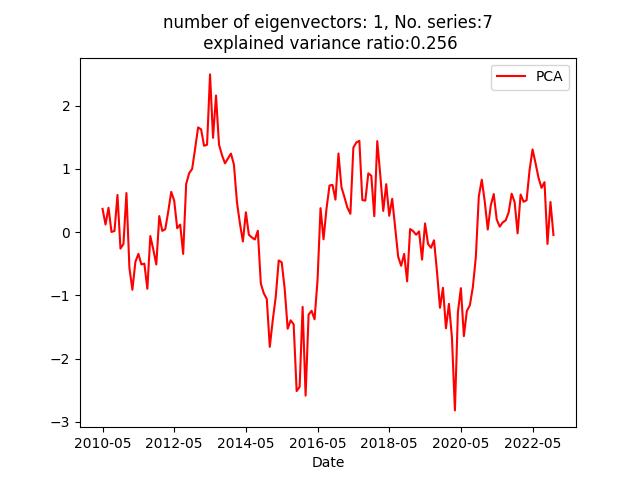 number of eigenvectors: 1, No. series:7
explained variance ratio:0.256
PCA
2
1
0
−1
−2
−3
2010-05 2012-05 2014-05 2016-05 2018-05 2020-05 2022-05
Date